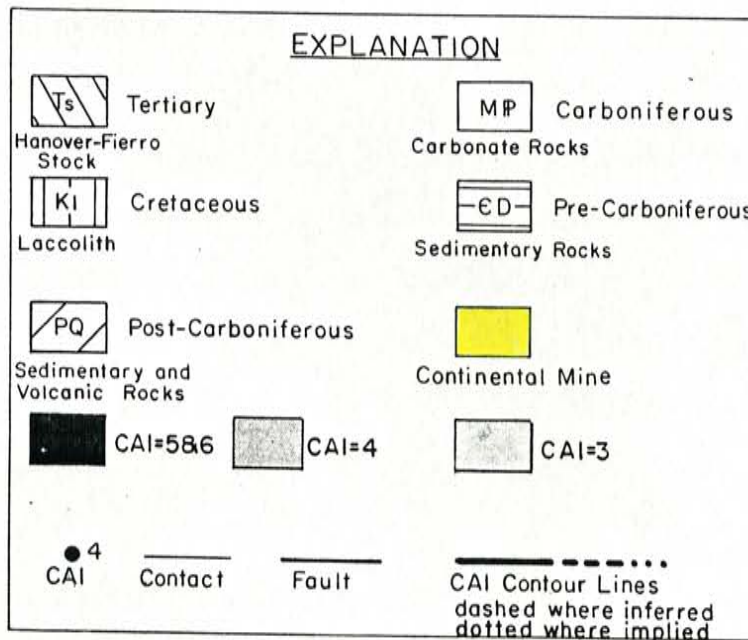 EXPLANATION
Ts Tertiary
Hanover-Fierro
Stock
MP Carboniferous
Carbonate Rocks
Kl Cretaceous
Laccolith
ЄD Pre-Carboniferous
Sedimentary Rocks
PQ Post-Carboniferous
Sedimentary and
Volcanic Rocks
Continental Mine
CAI=5&6
CAI=4
CAI=3
4
CAI
Contact
Fault
CAI Contour Lines
dashed where inferred
dotted where implied